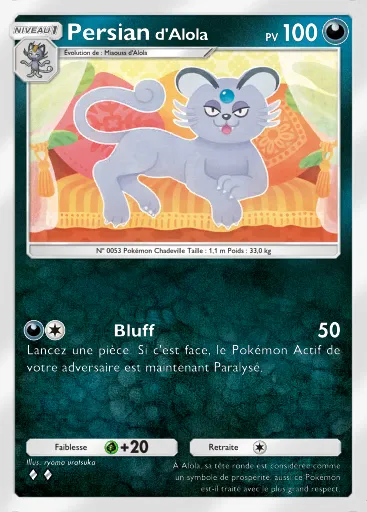 NIVEAU 1
Persian d'Alola
PV 100
Évolution de : Miaouss d'Alola
N° 0053 Pokémon Chadeville Taille : 1,1 m Poids : 33,0 kg
Bluff 50
Lancez une pièce. Si c'est face, le Pokémon Actif de
votre adversaire est maintenant Paralysé.
Faiblesse +20
Retraite
Illus. ryoma uratsuka
À Alola, sa tête ronde est considérée comme
un symbole de prospérité, aussi ce Pokémon
est-il traité avec le plus grand respect.